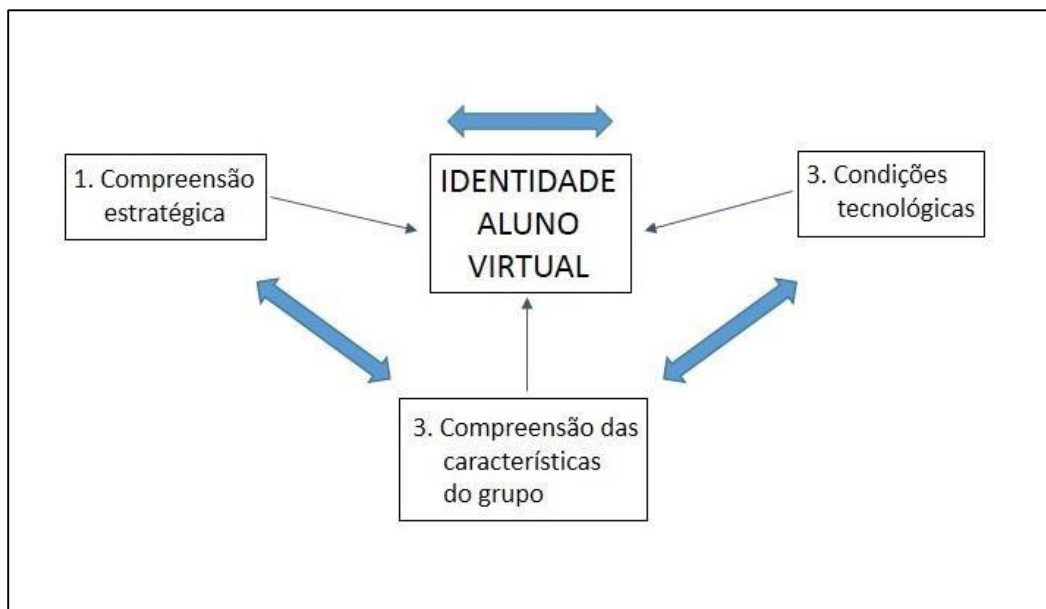 1. Compreensão
estratégica
IDENTIDADE
ALUNO
VIRTUAL
3. Condições
tecnológicas
3. Compreensão das
características
do grupo